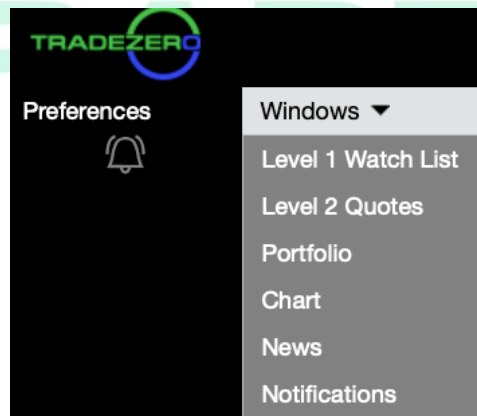 TRADEZERO
Preferences
Windows
Level 1 Watch List
Level 2 Quotes
Portfolio
Chart
News
Notifications